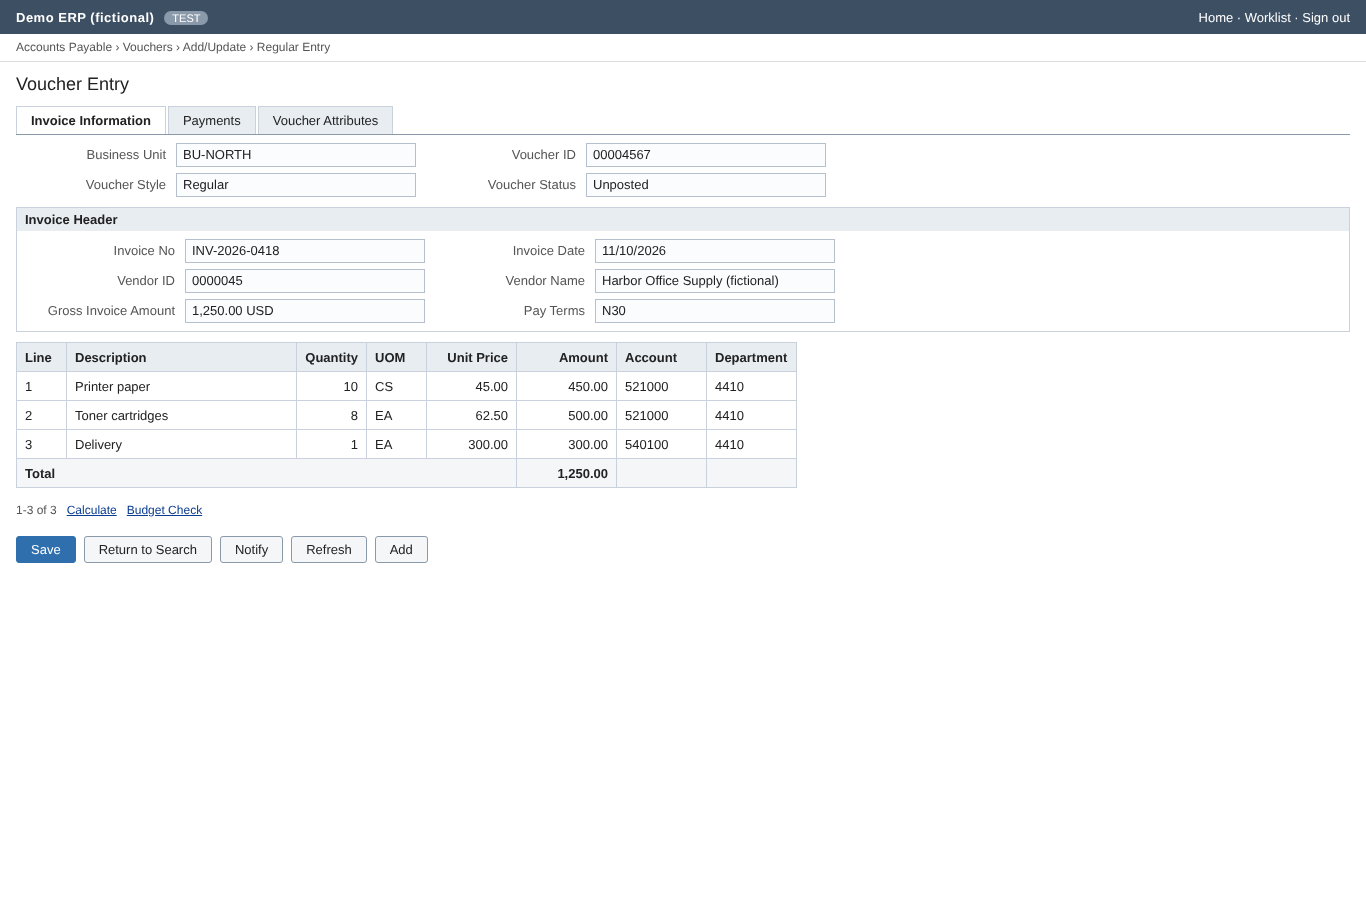 Demo ERP (fictional) TEST Home · Worklist · Sign out
Accounts Payable › Vouchers › Add/Update › Regular Entry
Voucher Entry
Invoice Information Payments Voucher Attributes
Business Unit BU-NORTH Voucher ID 00004567
Voucher Style Regular Voucher Status Unposted
Invoice Header
Invoice No INV-2026-0418 Invoice Date 11/10/2026
Vendor ID 0000045 Vendor Name Harbor Office Supply (fictional)
Gross Invoice Amount 1,250.00 USD Pay Terms N30
Line Description Quantity UOM Unit Price Amount Account Department
1 Printer paper 10 CS 45.00 450.00 521000 4410
2 Toner cartridges 8 EA 62.50 500.00 521000 4410
3 Delivery 1 EA 300.00 300.00 540100 4410
Total 1,250.00
1-3 of 3 Calculate Budget Check
Save Return to Search Notify Refresh Add